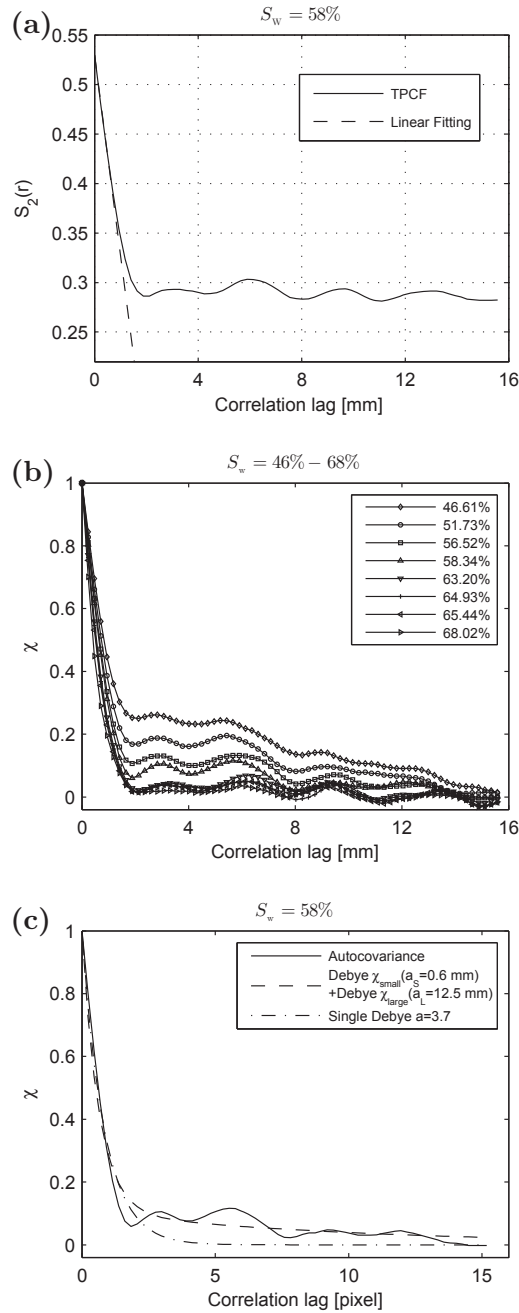 (a)
S_w = 58%
0.55
0.5
0.45
0.4
0.35
0.3
0.25
S_2(r)
TPCF
Linear Fitting
0 4 8 12 16
Correlation lag [mm]
(b)
S_w = 46% − 68%
1
0.8
0.6
0.4
0.2
0
χ
46.61%
51.73%
56.52%
58.34%
63.20%
64.93%
65.44%
68.02%
0 4 8 12 16
Correlation lag [mm]
(c)
S_w = 58%
1
0.8
0.6
0.4
0.2
0
χ
Autocovariance
Debye χ_small(a_S=0.6 mm)
+Debye χ_large(a_L=12.5 mm)
Single Debye a=3.7
0 5 10 15
Correlation lag [pixel]